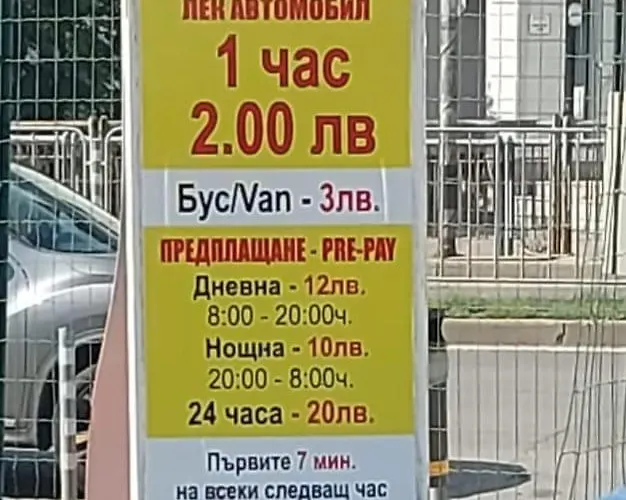 ЛЕК АВТОМОБИЛ
1 час
2.00 лв
Бус/Van - 3лв.
ПРЕДПЛАЩАНЕ - PRE-PAY
Дневна - 12лв.
8:00 - 20:00ч.
Нощна - 10лв.
20:00 - 8:00ч.
24 часа - 20лв.
Първите 7 мин.
на всеки следващ час